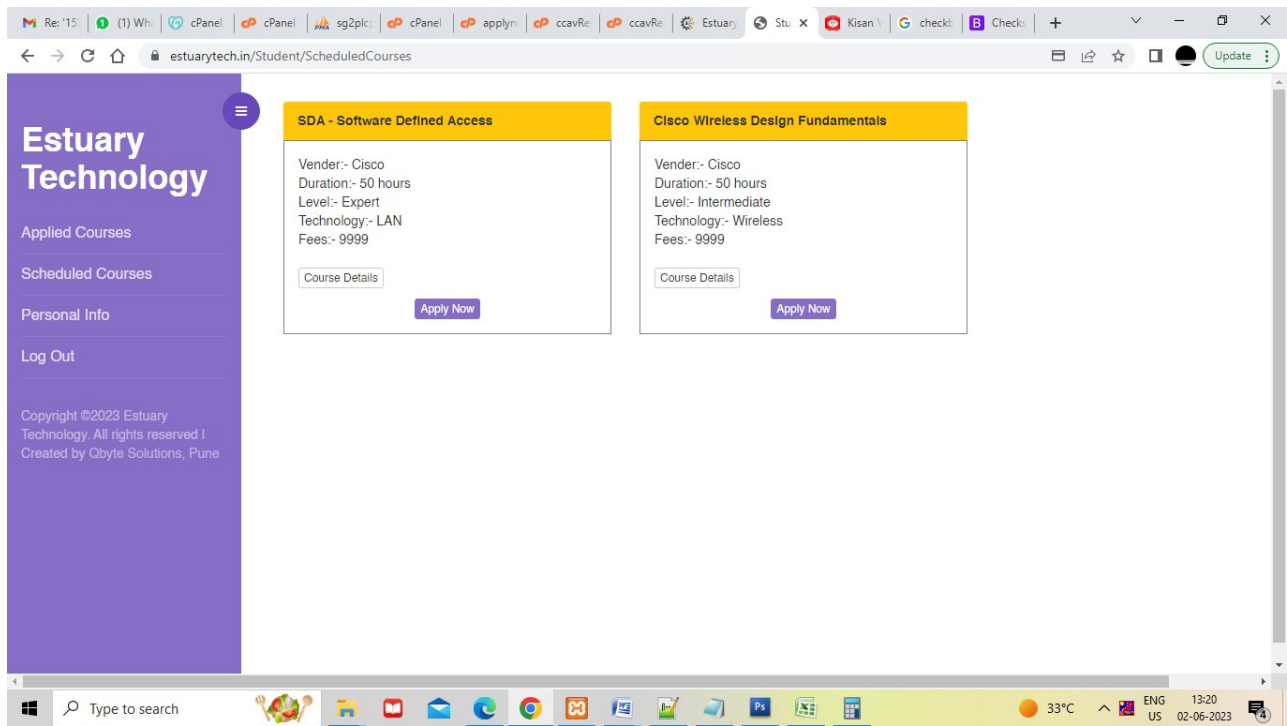 Re: '15
(1) Wh
cPanel
cPanel
sg2plc
cPanel
applyn
ccavRe
ccavRe
Estuary
Stu
Kisan V
checkb
Checks
estuarytech.in/Student/ScheduledCourses
Update
Estuary
Technology
Applied Courses
Scheduled Courses
Personal Info
Log Out
Copyright ©2023 Estuary
Technology. All rights reserved |
Created by Qbyte Solutions, Pune
SDA - Software Defined Access
Vender:- Cisco
Duration:- 50 hours
Level:- Expert
Technology:- LAN
Fees:- 9999
Course Details
Apply Now
Cisco Wireless Design Fundamentals
Vender:- Cisco
Duration:- 50 hours
Level:- Intermediate
Technology:- Wireless
Fees:- 9999
Course Details
Apply Now
Type to search
33°C
ENG
US
13:20
02-06-2023
4